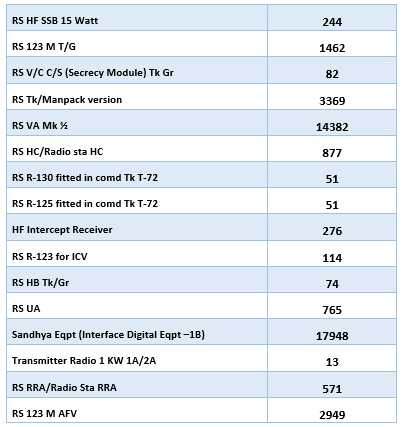 RS HF SSB 15 Watt 244
RS 123 M T/G 1462
RS V/C C/S (Secrecy Module) Tk Gr 82
RS Tk/Manpack version 3369
RS VA Mk ½ 14382
RS HC/Radio sta HC 877
RS R-130 fitted in comd Tk T-72 51
RS R-125 fitted in comd Tk T-72 51
HF Intercept Receiver 276
RS R-123 for ICV 114
RS HB Tk/Gr 74
RS UA 765
Sandhya Eqpt (Interface Digital Eqpt –1B) 17948
Transmitter Radio 1 KW 1A/2A 13
RS RRA/Radio Sta RRA 571
RS 123 M AFV 2949